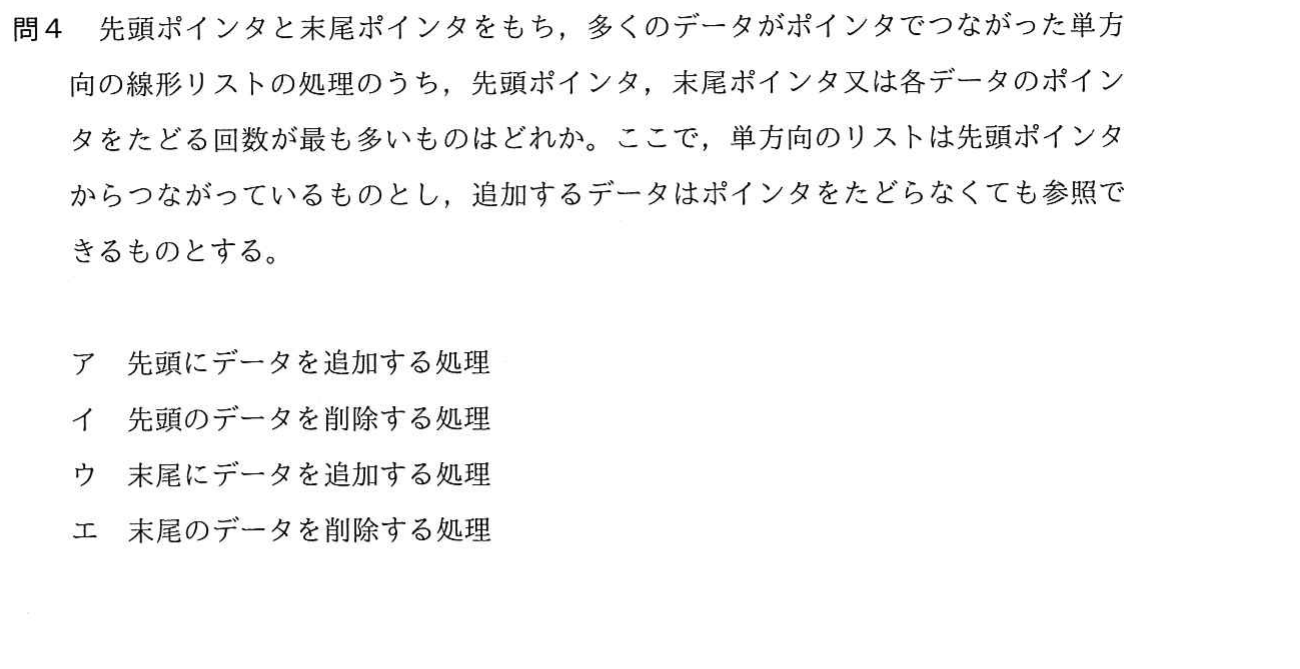 問４　先頭ポインタと末尾ポインタをもち，多くのデータがポインタでつながった単方
向の線形リストの処理のうち，先頭ポインタ，末尾ポインタ又は各データのポイン
タをたどる回数が最も多いものはどれか。ここで，単方向のリストは先頭ポインタ
からつながっているものとし，追加するデータはポインタをたどらなくても参照で
きるものとする。
ア　先頭にデータを追加する処理
イ　先頭のデータを削除する処理
ウ　末尾にデータを追加する処理
エ　末尾のデータを削除する処理